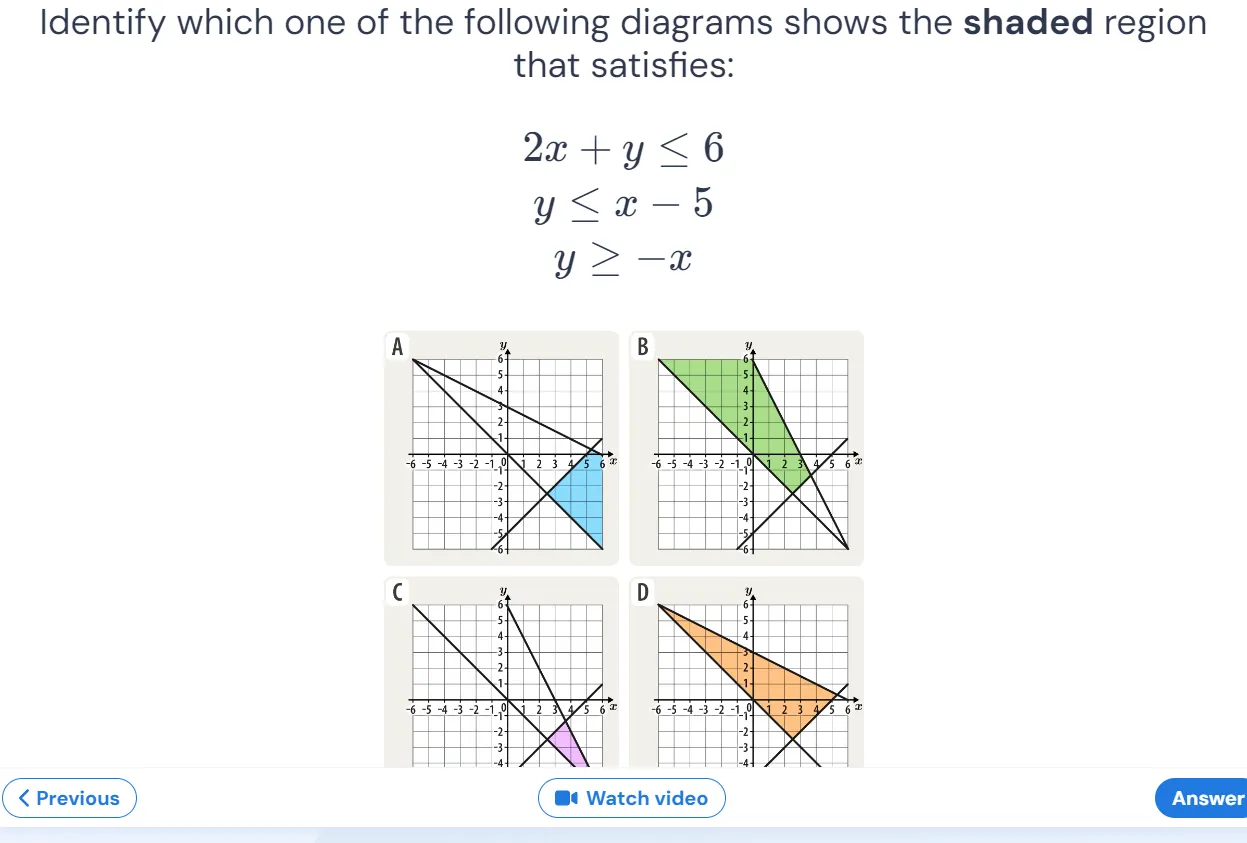 Identify which one of the following diagrams shows the shaded region
that satisfies:
2x + y ≤ 6
y ≤ x − 5
y ≥ −x
A
y
6
5
4
3
2
1
-6 -5 -4 -3 -2 -1 0 1 2 3 4 5 6 x
-1
-2
-3
-4
-5
-6
B
y
6
5
4
3
2
1
-6 -5 -4 -3 -2 -1 0 1 2 3 4 5 6 x
-1
-2
-3
-4
-5
-6
C
y
6
5
4
3
2
1
-6 -5 -4 -3 -2 -1 0 1 2 3 4 5 6 x
-1
-2
-3
-4
D
y
6
5
4
3
2
1
-6 -5 -4 -3 -2 -1 0 1 2 3 4 5 6 x
-1
-2
-3
-4
Previous
Watch video
Answer